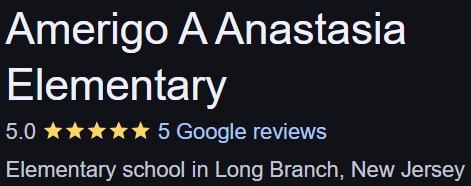 Amerigo A Anastasia
Elementary
5.0 ★★★★★ 5 Google reviews
Elementary school in Long Branch, New Jersey